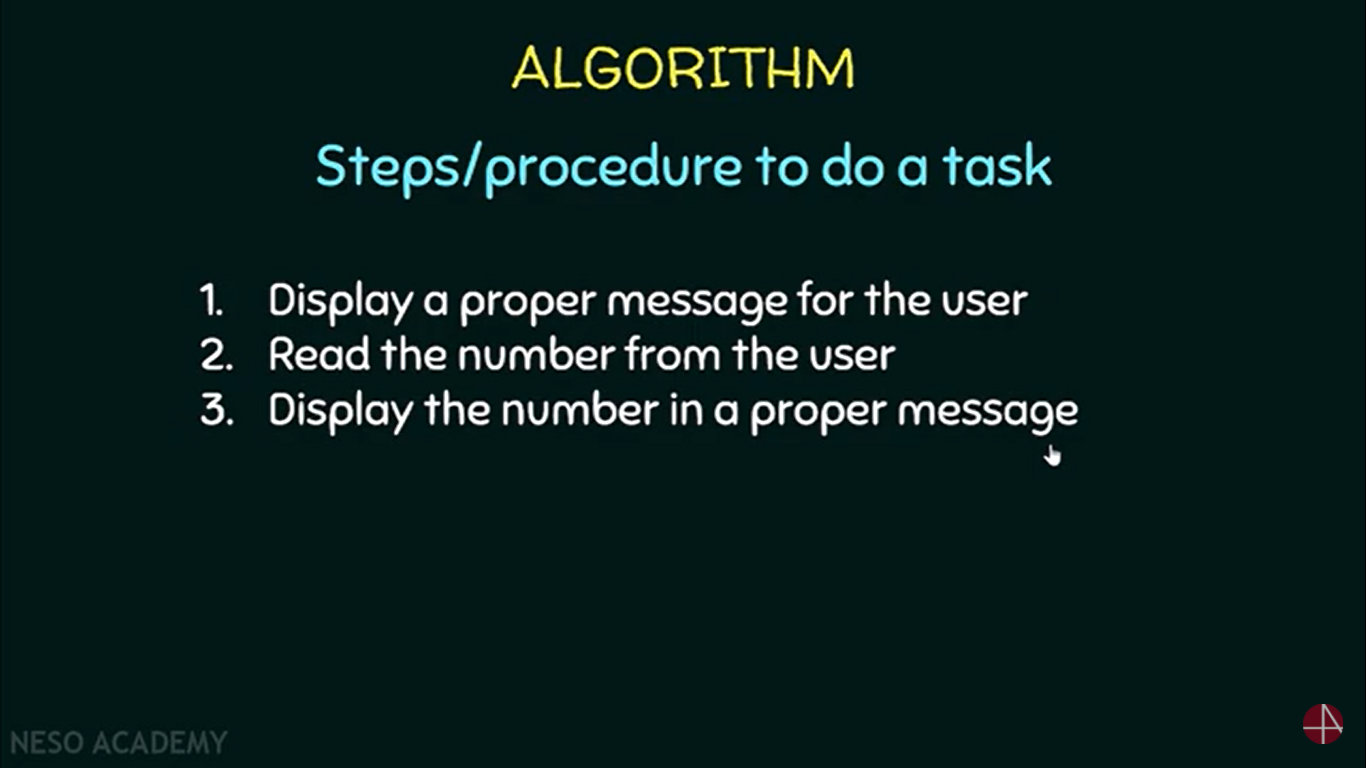 ALGORITHM
Steps/procedure to do a task
1. Display a proper message for the user
2. Read the number from the user
3. Display the number in a proper message
NESO ACADEMY